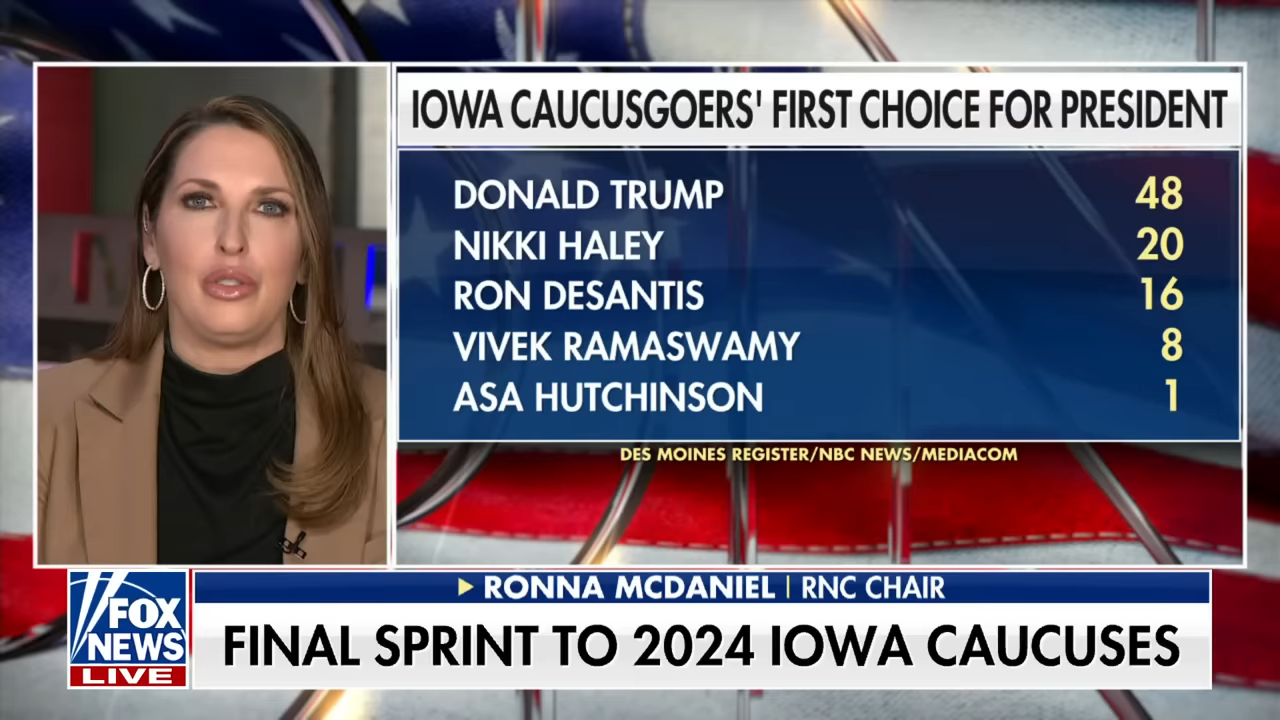 IOWA CAUCUSGOERS' FIRST CHOICE FOR PRESIDENT
DONALD TRUMP 48
NIKKI HALEY 20
RON DESANTIS 16
VIVEK RAMASWAMY 8
ASA HUTCHINSON 1
DES MOINES REGISTER/NBC NEWS/MEDIACOM
RONNA MCDANIEL | RNC CHAIR
FOX
NEWS
LIVE
FINAL SPRINT TO 2024 IOWA CAUCUSES